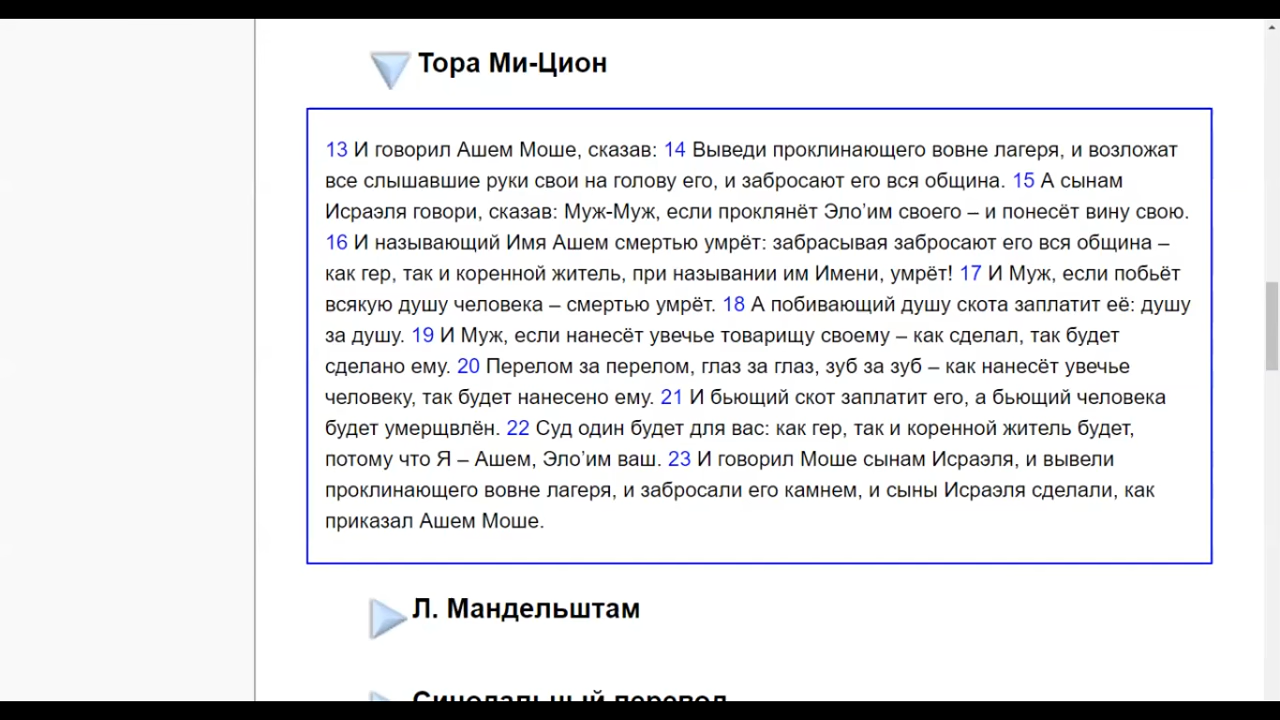 Тора Ми-Цион
13 И говорил Ашем Моше, сказав: 14 Выведи проклинающего вовне лагеря, и возложат
все слышавшие руки свои на голову его, и забросают его вся община. 15 А сынам
Исраэля говори, сказав: Муж-Муж, если проклянёт Эло’им своего – и понесёт вину свою.
16 И называющий Имя Ашем смертью умрёт: забрасывая забросают его вся община –
как гер, так и коренной житель, при назывании им Имени, умрёт! 17 И Муж, если побьёт
всякую душу человека – смертью умрёт. 18 А побивающий душу скота заплатит её: душу
за душу. 19 И Муж, если нанесёт увечье товарищу своему – как сделал, так будет
сделано ему. 20 Перелом за перелом, глаз за глаз, зуб за зуб – как нанесёт увечье
человеку, так будет нанесено ему. 21 И бьющий скот заплатит его, а бьющий человека
будет умерщвлён. 22 Суд один будет для вас: как гер, так и коренной житель будет,
потому что Я – Ашем, Эло’им ваш. 23 И говорил Моше сынам Исраэля, и вывели
проклинающего вовне лагеря, и забросали его камнем, и сыны Исраэля сделали, как
приказал Ашем Моше.
Л. Мандельштам
Синодальный перевод